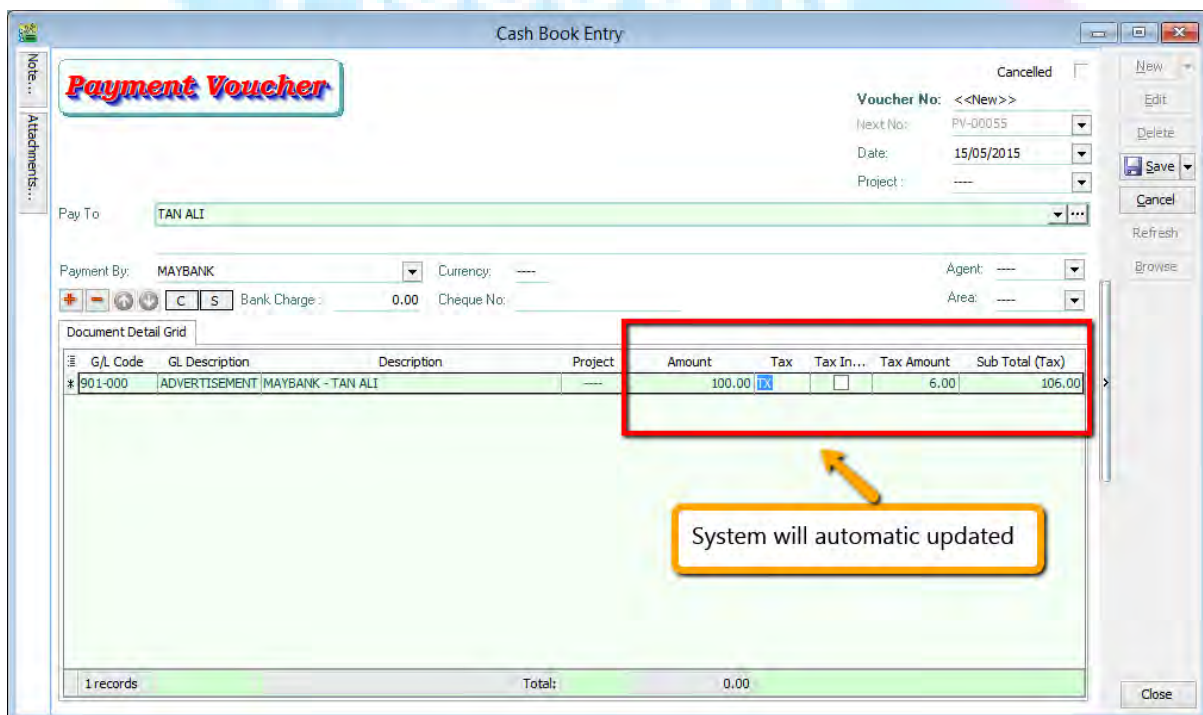 Cash Book Entry
Note...
Attachments...
Payment Voucher
Cancelled
Voucher No: <<New>>
Next No: PV-00055
Date: 15/05/2015
Project : ----
Pay To TAN ALI
Payment By: MAYBANK Currency: ---- Agent: ----
C S Bank Charge : 0.00 Cheque No: Area: ----
Document Detail Grid
G/L Code GL Description Description Project Amount Tax Tax In... Tax Amount Sub Total (Tax)
901-000 ADVERTISEMENT MAYBANK - TAN ALI ---- 100.00 TX 6.00 106.00
System will automatic updated
1 records Total: 0.00
New
Edit
Delete
Save
Cancel
Refresh
Browse
Close